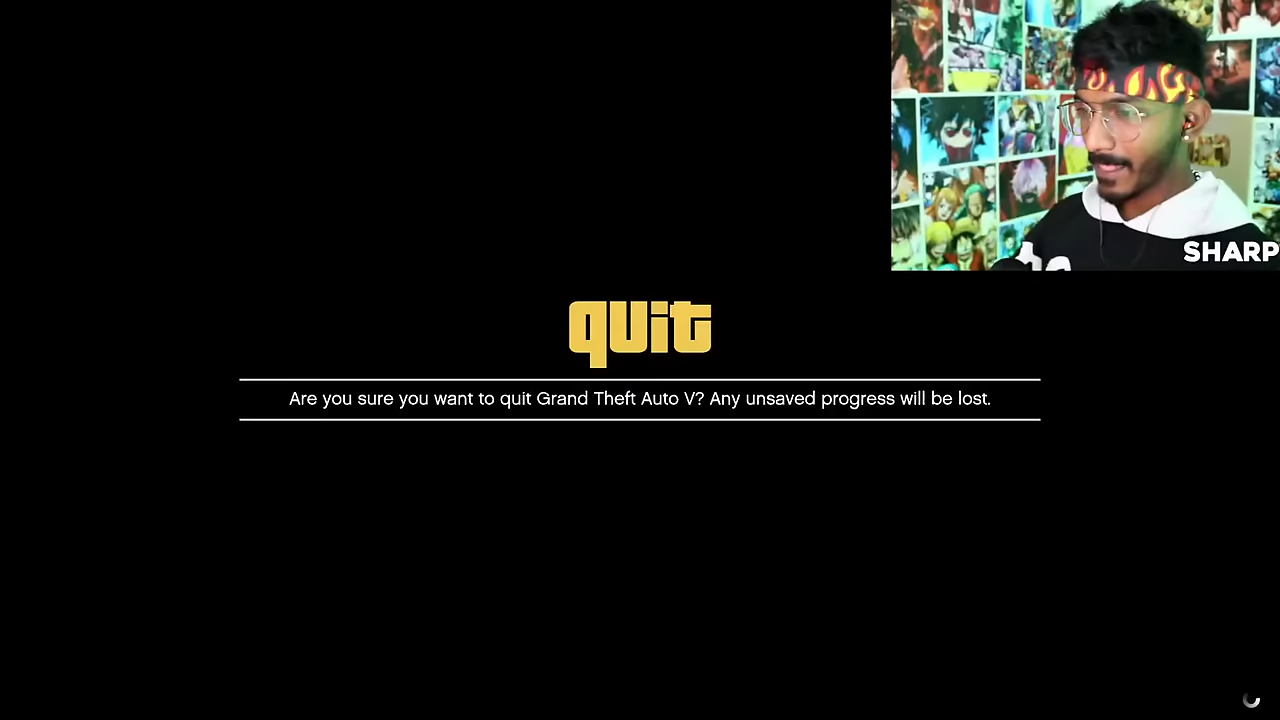 SHARP
quit
Are you sure you want to quit Grand Theft Auto V? Any unsaved progress will be lost.